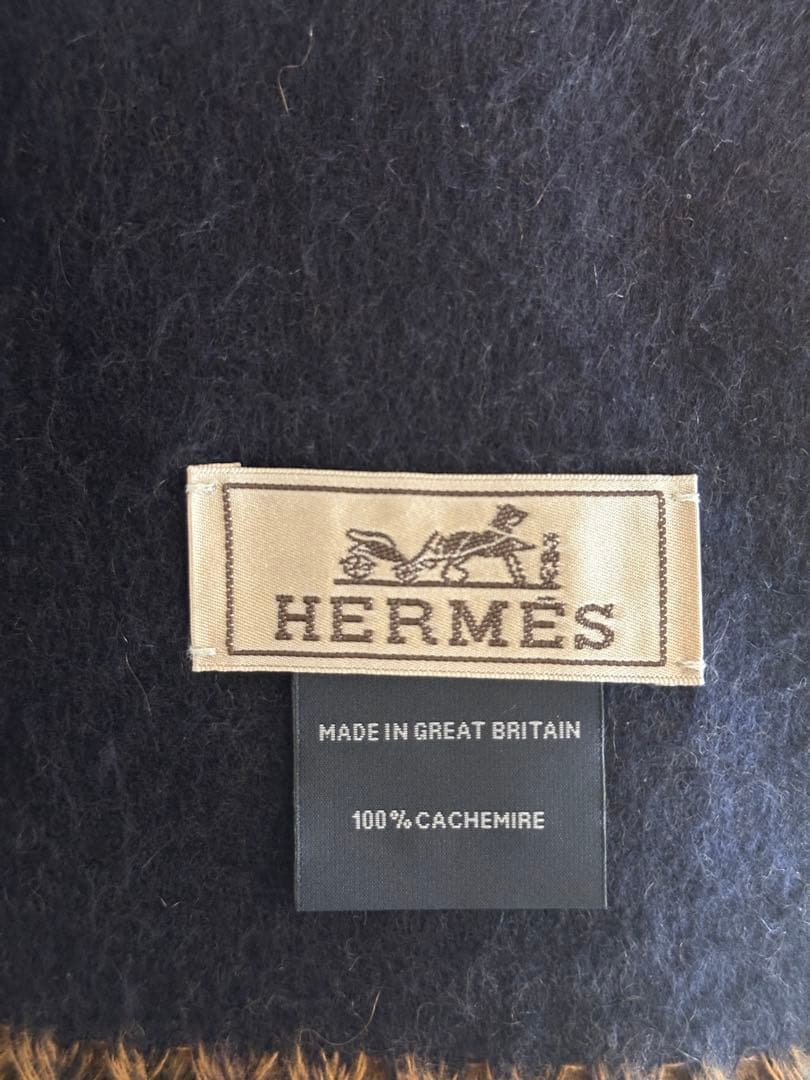 HERMÈS
MADE IN GREAT BRITAIN
100% CACHEMIRE